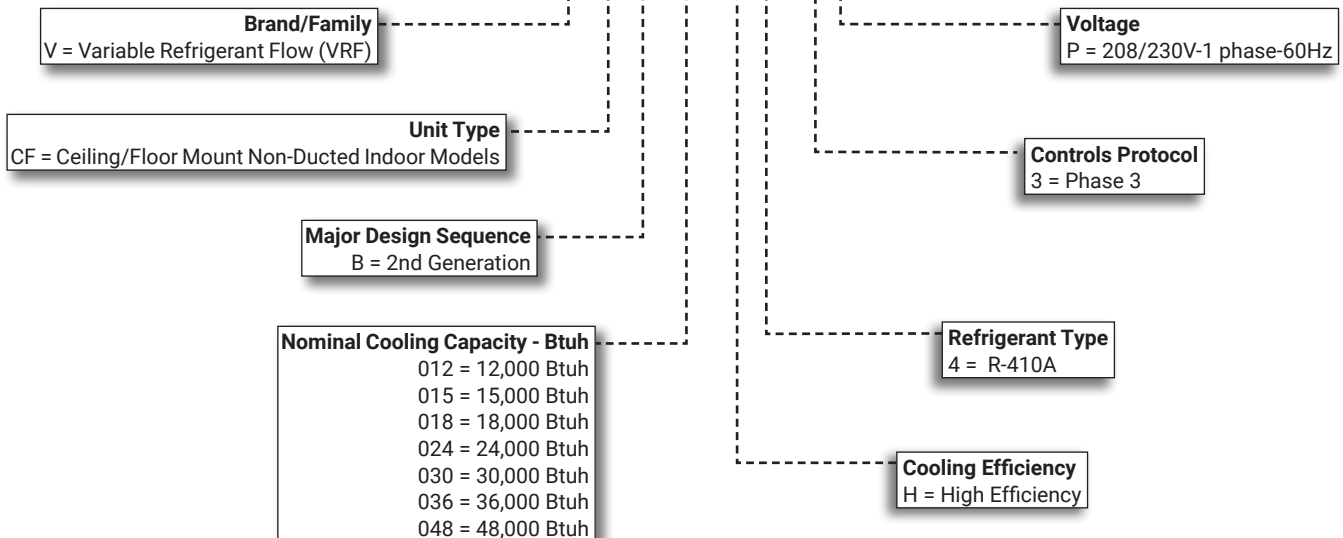 Brand/Family
V = Variable Refrigerant Flow (VRF)
Voltage
P = 208/230V-1 phase-60Hz
Unit Type
CF = Ceiling/Floor Mount Non-Ducted Indoor Models
Controls Protocol
3 = Phase 3
Major Design Sequence
B = 2nd Generation
Nominal Cooling Capacity - Btuh
012 = 12,000 Btuh
015 = 15,000 Btuh
018 = 18,000 Btuh
024 = 24,000 Btuh
030 = 30,000 Btuh
036 = 36,000 Btuh
048 = 48,000 Btuh
Refrigerant Type
4 = R-410A
Cooling Efficiency
H = High Efficiency